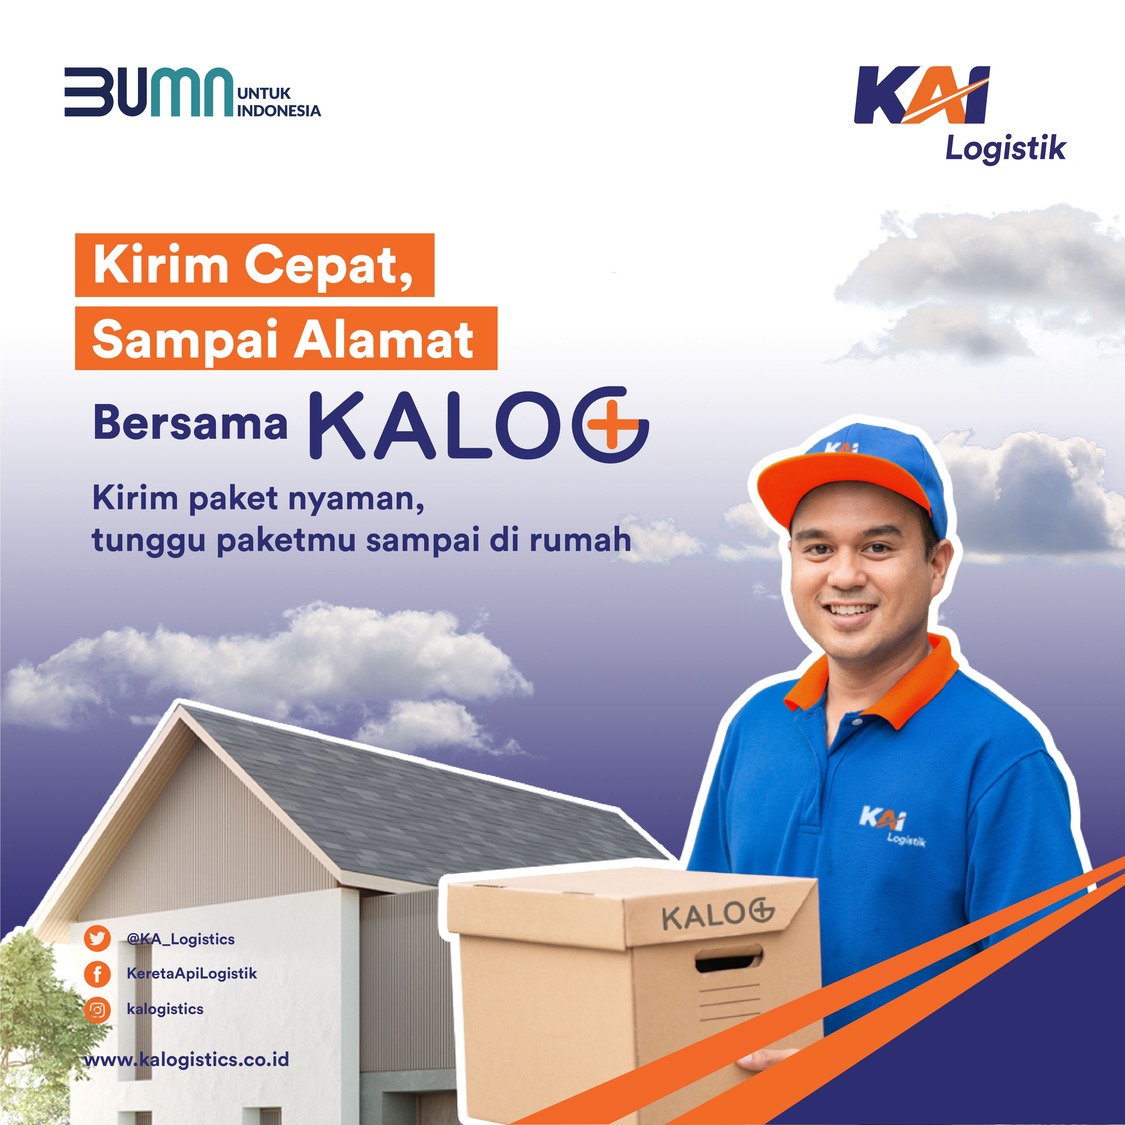 BUMN UNTUK
INDONESIA
KAI
Logistik
Kirim Cepat,
Sampai Alamat
Bersama KALOG+
Kirim paket nyaman,
tunggu paketmu sampai di rumah
KAI
KAI
Logistik
KALOG+
@KA_Logistics
KeretaApiLogistik
kalogistics
www.kalogistics.co.id